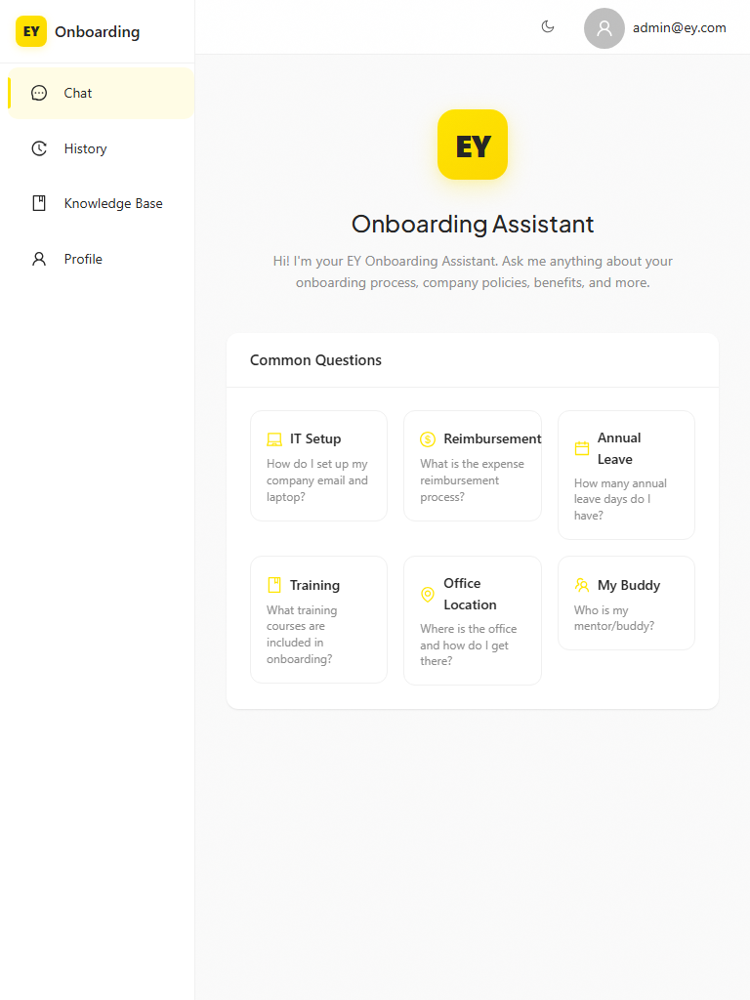 EY Onboarding
admin@ey.com
Chat
History
Knowledge Base
Profile
EY
Onboarding Assistant
Hi! I'm your EY Onboarding Assistant. Ask me anything about your
onboarding process, company policies, benefits, and more.
Common Questions
IT Setup
How do I set up my
company email and
laptop?
Reimbursement
What is the expense
reimbursement
process?
Annual
Leave
How many annual
leave days do I
have?
Training
What training
courses are
included in
onboarding?
Office
Location
Where is the office
and how do I get
there?
My Buddy
Who is my
mentor/buddy?